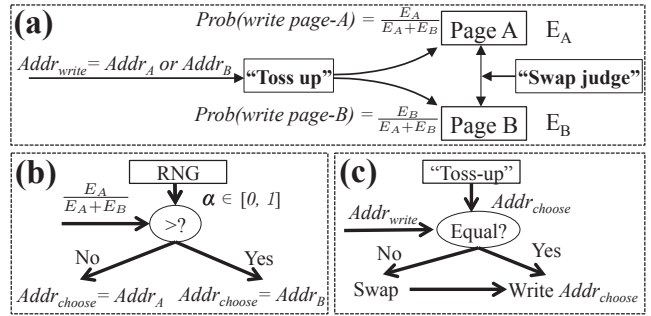 (a)
Prob(write page-A) = E_A / E_A+E_B
Page A
E_A
Addr_write = Addr_A or Addr_B
"Toss up"
"Swap judge"
Prob(write page-B) = E_B / E_A+E_B
Page B
E_B
(b)
RNG
E_A / E_A+E_B
α ∈ [0, 1]
>?
No
Yes
Addr_choose = Addr_A
Addr_choose = Addr_B
(c)
"Toss-up"
Addr_choose
Addr_write
Equal?
No
Yes
Swap
Write Addr_choose